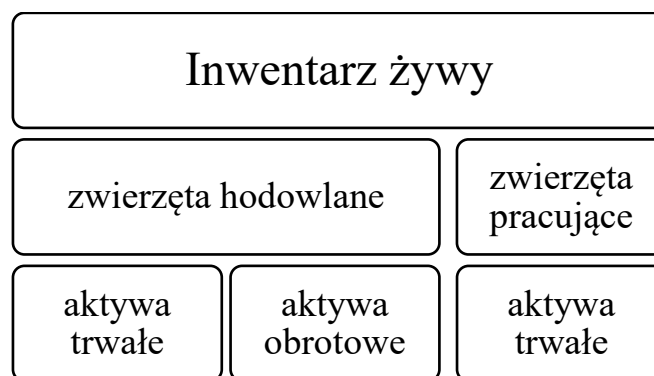 Inwentarz żywy
zwierzęta hodowlane
zwierzęta
pracujące
aktywa
trwałe
aktywa
obrotowe
aktywa
trwałe